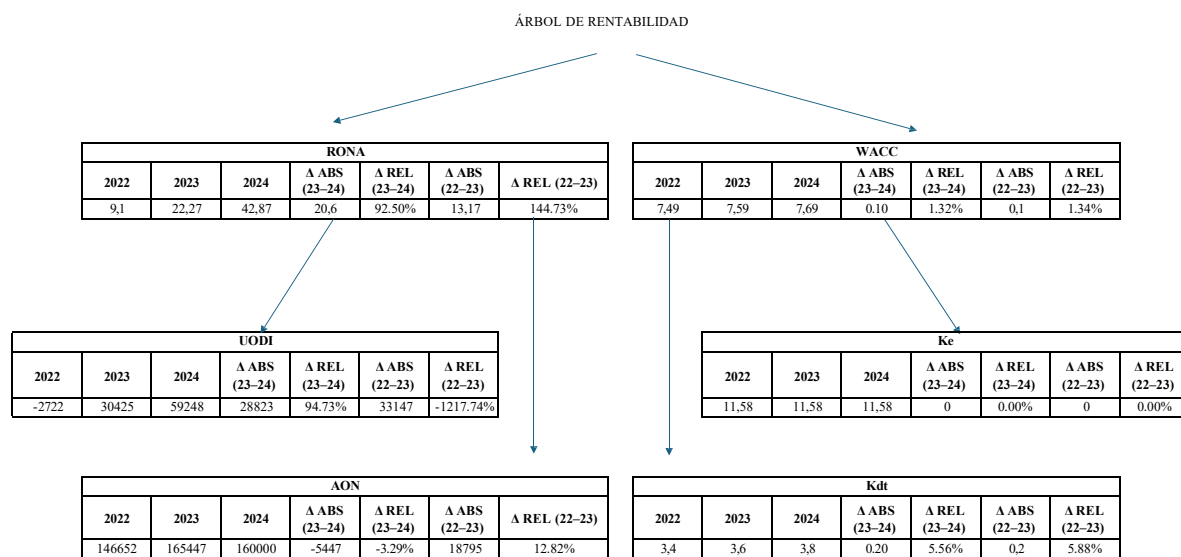 ÁRBOL DE RENTABILIDAD
RONA
2022 2023 2024 Δ ABS (23–24) Δ REL (23–24) Δ ABS (22–23) Δ REL (22–23)
9,1 22,27 42,87 20,6 92.50% 13,17 144.73%
WACC
2022 2023 2024 Δ ABS (23–24) Δ REL (23–24) Δ ABS (22–23) Δ REL (22–23)
7,49 7,59 7,69 0.10 1.32% 0,1 1.34%
UODI
2022 2023 2024 Δ ABS (23–24) Δ REL (23–24) Δ ABS (22–23) Δ REL (22–23)
-2722 30425 59248 28823 94.73% 33147 -1217.74%
Ke
2022 2023 2024 Δ ABS (23–24) Δ REL (23–24) Δ ABS (22–23) Δ REL (22–23)
11,58 11,58 11,58 0 0.00% 0 0.00%
AON
2022 2023 2024 Δ ABS (23–24) Δ REL (23–24) Δ ABS (22–23) Δ REL (22–23)
146652 165447 160000 -5447 -3.29% 18795 12.82%
Kdt
2022 2023 2024 Δ ABS (23–24) Δ REL (23–24) Δ ABS (22–23) Δ REL (22–23)
3,4 3,6 3,8 0.20 5.56% 0,2 5.88%